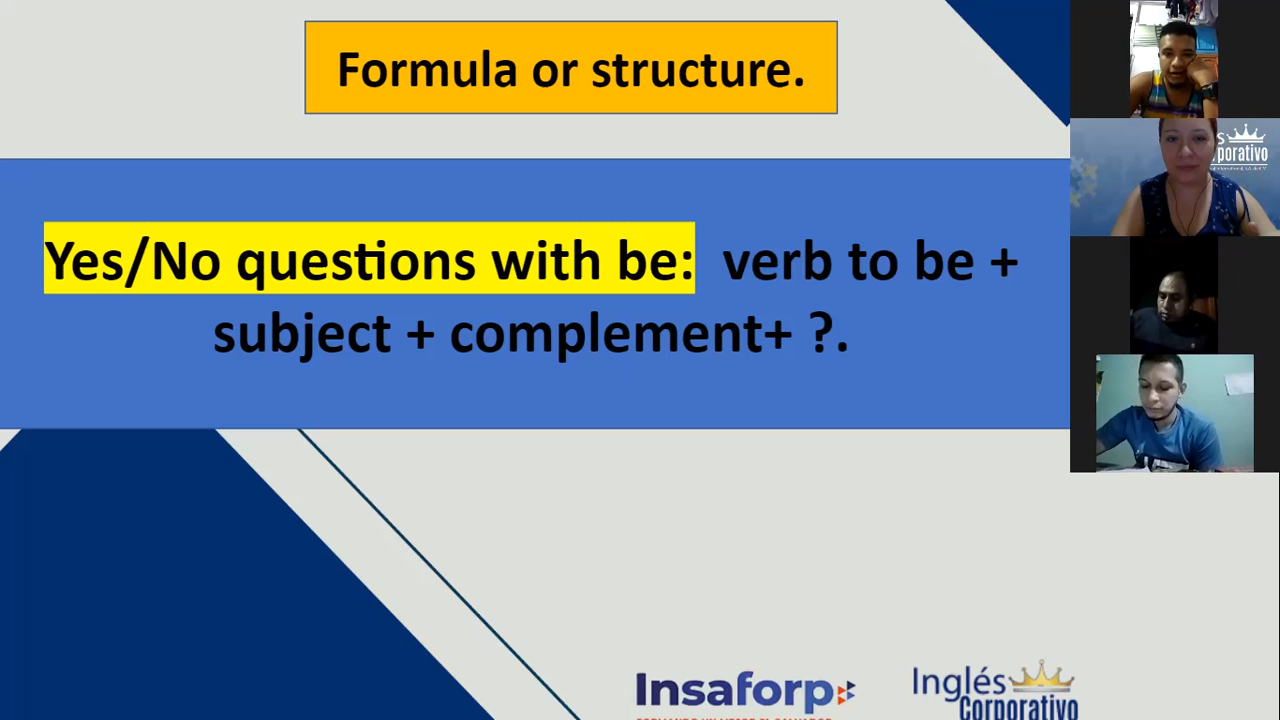 Formula or structure.
Yes/No questions with be: verb to be +
subject + complement+ ?.
Insaforp
Inglés
Corporativo